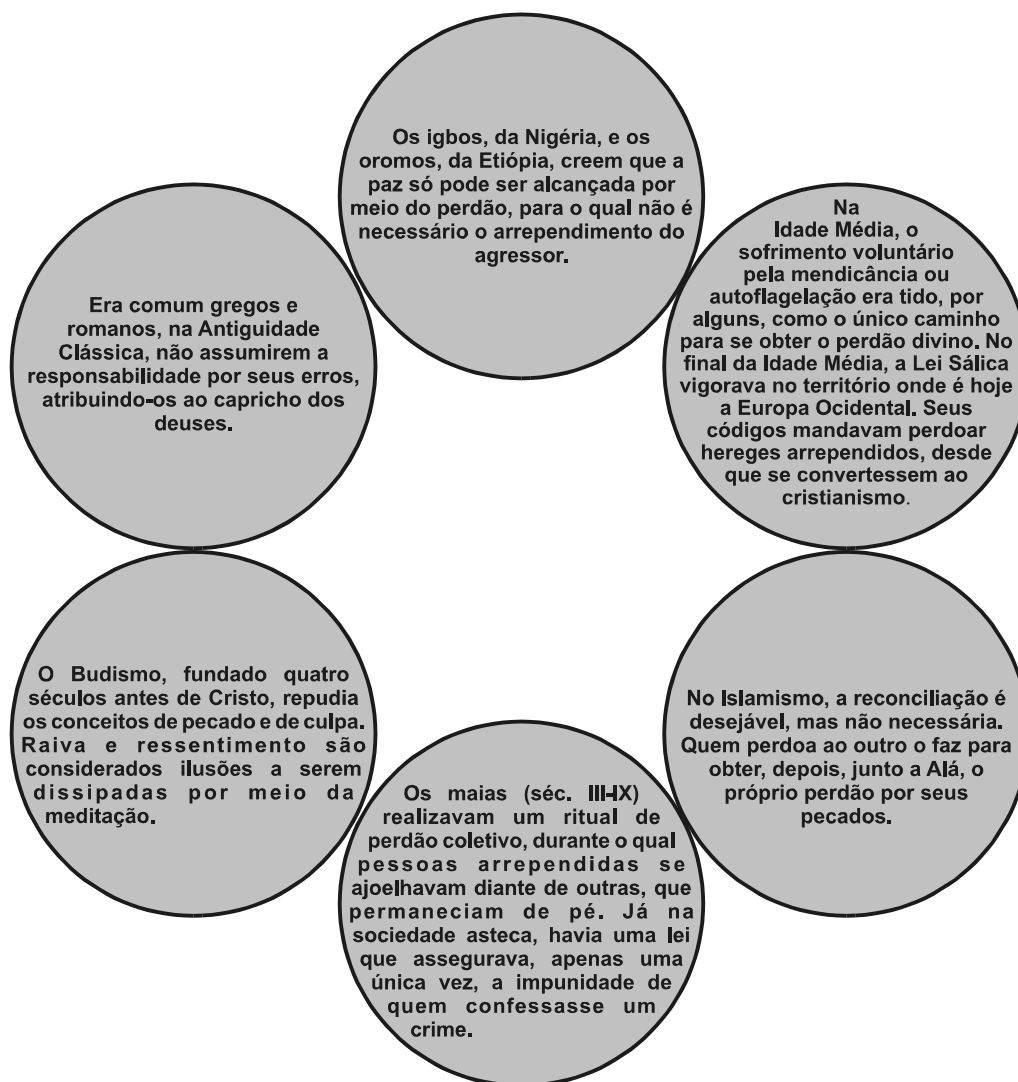 Os igbos, da Nigéria, e os
oromos, da Etiópia, creem que a
paz só pode ser alcançada por
meio do perdão, para o qual não é
necessário o arrependimento do
agressor.
Na
Idade Média, o
sofrimento voluntário
pela mendicância ou
autoflagelação era tido, por
alguns, como o único caminho
para se obter o perdão divino. No
final da Idade Média, a Lei Sálica
vigorava no território onde é hoje
a Europa Ocidental. Seus
códigos mandavam perdoar
hereges arrependidos, desde
que se convertessem ao
cristianismo.
Era comum gregos e
romanos, na Antiguidade
Clássica, não assumirem a
responsabilidade por seus erros,
atribuindo-os ao capricho dos
deuses.
O Budismo, fundado quatro
séculos antes de Cristo, repudia
os conceitos de pecado e de culpa.
Raiva e ressentimento são
considerados ilusões a serem
dissipadas por meio da
meditação.
No Islamismo, a reconciliação é
desejável, mas não necessária.
Quem perdoa ao outro o faz para
obter, depois, junto a Alá, o
próprio perdão por seus
pecados.
Os maias (séc. III-IX)
realizavam um ritual de
perdão coletivo, durante o qual
pessoas arrependidas se
ajoelhavam diante de outras, que
permaneciam de pé. Já na
sociedade asteca, havia uma lei
que assegurava, apenas uma
única vez, a impunidade de
quem confessasse um
crime.